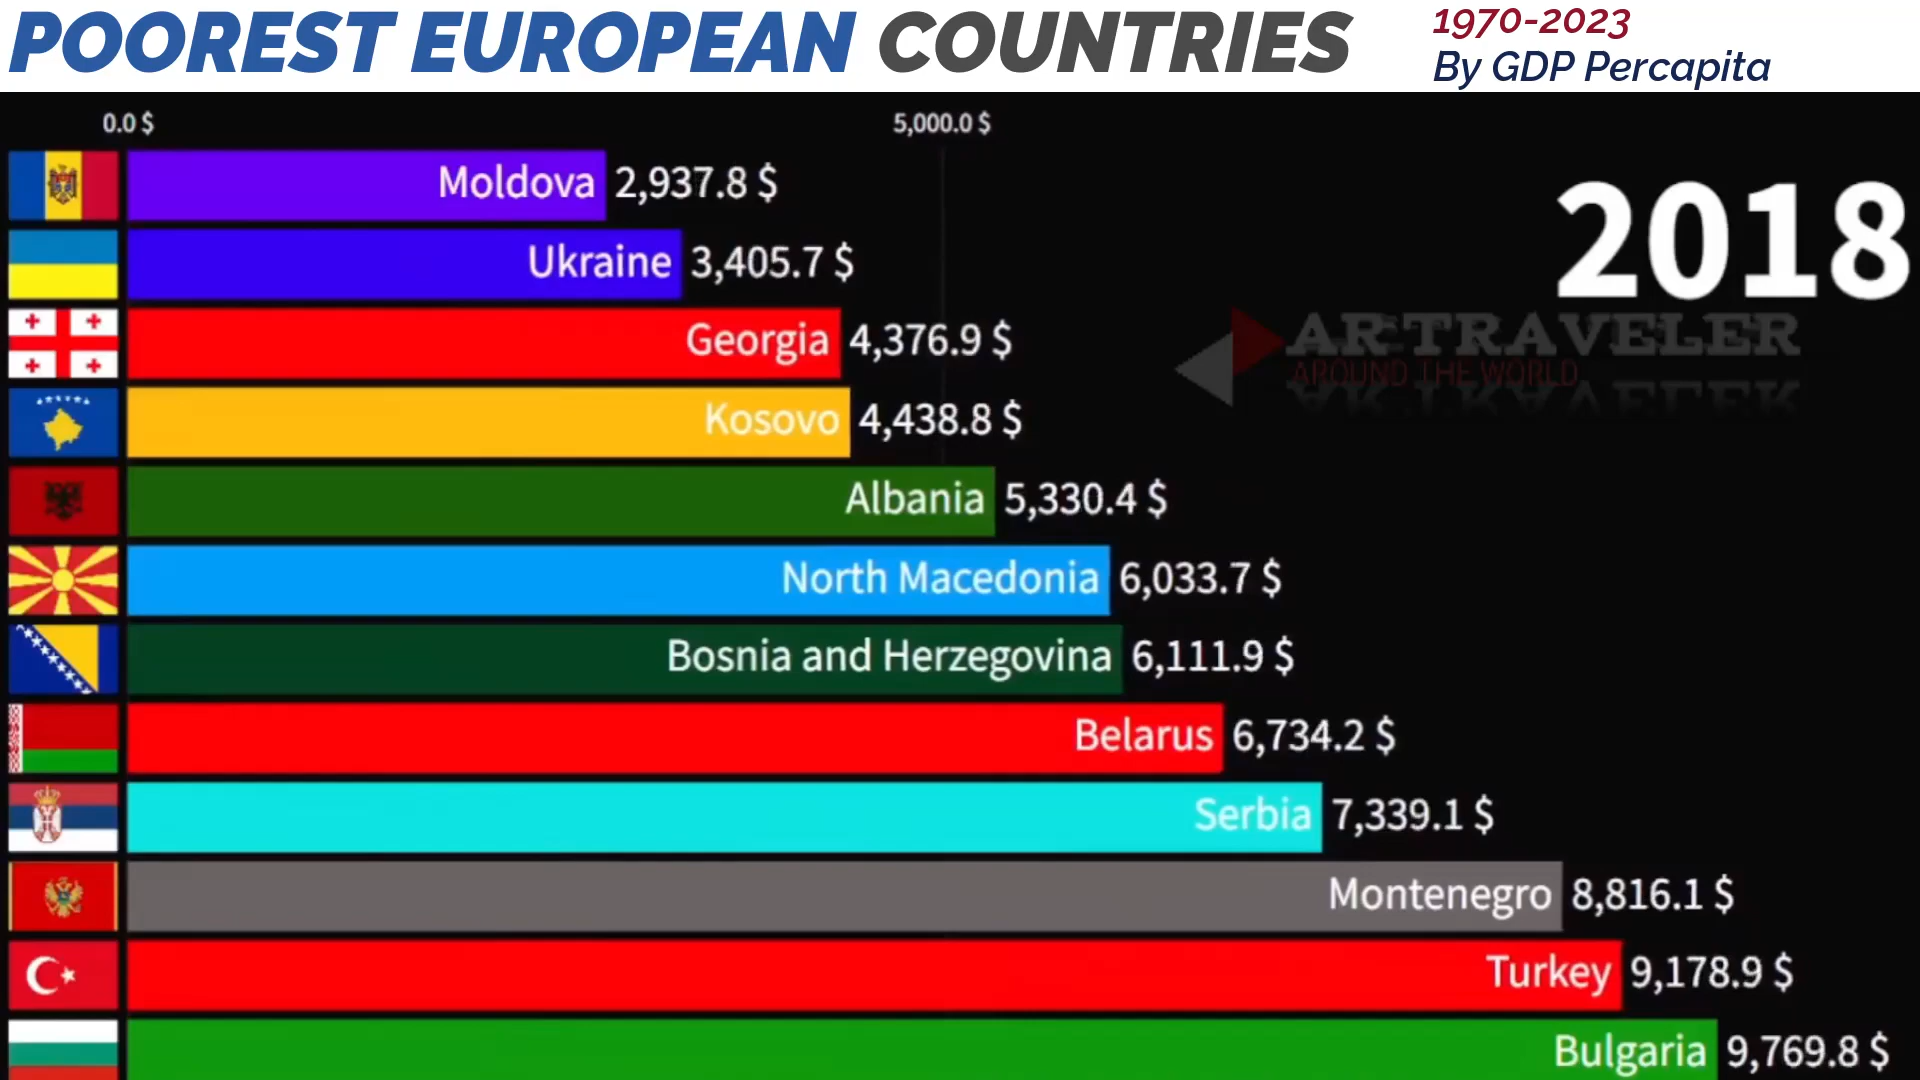 POOREST EUROPEAN COUNTRIES
1970-2023
By GDP Percapita
0.0 $
5,000.0 $
Moldova 2,937.8 $
2018
Ukraine 3,405.7 $
Georgia 4,376.9 $
ARTRAVELER
AROUND THE WORLD
Kosovo 4,438.8 $
Albania 5,330.4 $
North Macedonia 6,033.7 $
Bosnia and Herzegovina 6,111.9 $
Belarus 6,734.2 $
Serbia 7,339.1 $
Montenegro 8,816.1 $
Turkey 9,178.9 $
Bulgaria 9,769.8 $